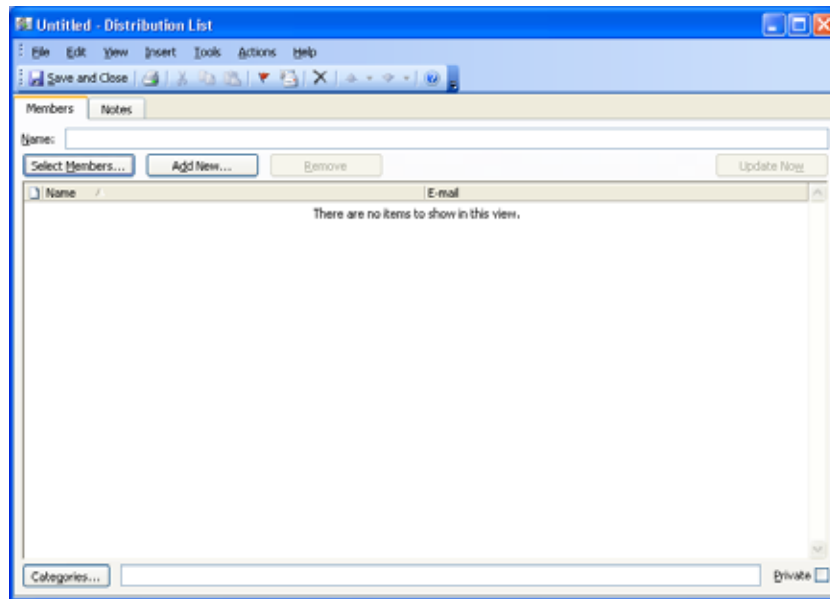 Untitled - Distribution List
File Edit View Insert Tools Actions Help
Save and Close
Members Notes
Name:
Select Members... Add New... Remove Update Now
Name E-mail
There are no items to show in this view.
Categories... Private